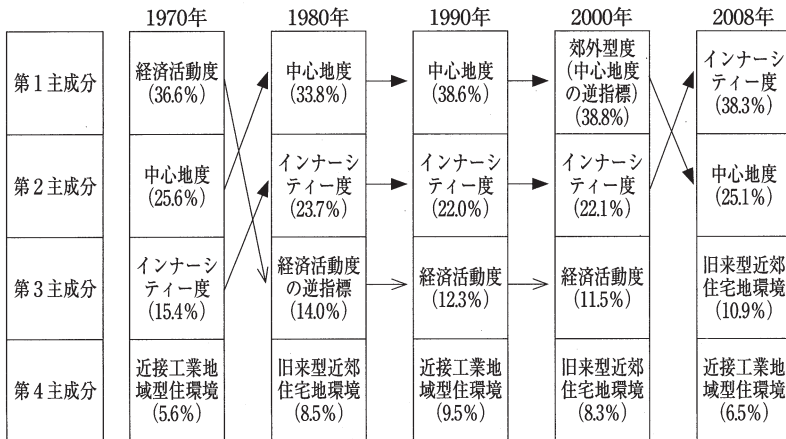 1970年 1980年 1990年 2000年 2008年
第1主成分
経済活動度
(36.6%)
中心地度
(33.8%)
中心地度
(38.6%)
郊外型度
(中心地度
の逆指標)
(38.8%)
インナーシ
ティー度
(38.3%)
第2主成分
中心地度
(25.6%)
インナーシ
ティー度
(23.7%)
インナーシ
ティー度
(22.0%)
インナーシ
ティー度
(22.1%)
中心地度
(25.1%)
第3主成分
インナーシ
ティー度
(15.4%)
経済活動度
の逆指標
(14.0%)
経済活動度
(12.3%)
経済活動度
(11.5%)
旧来型近郊
住宅地環境
(10.9%)
第4主成分
近接工業地
域型住環境
(5.6%)
旧来型近郊
住宅地環境
(8.5%)
近接工業地
域型住環境
(9.5%)
旧来型近郊
住宅地環境
(8.3%)
近接工業地
域型住環境
(6.5%)